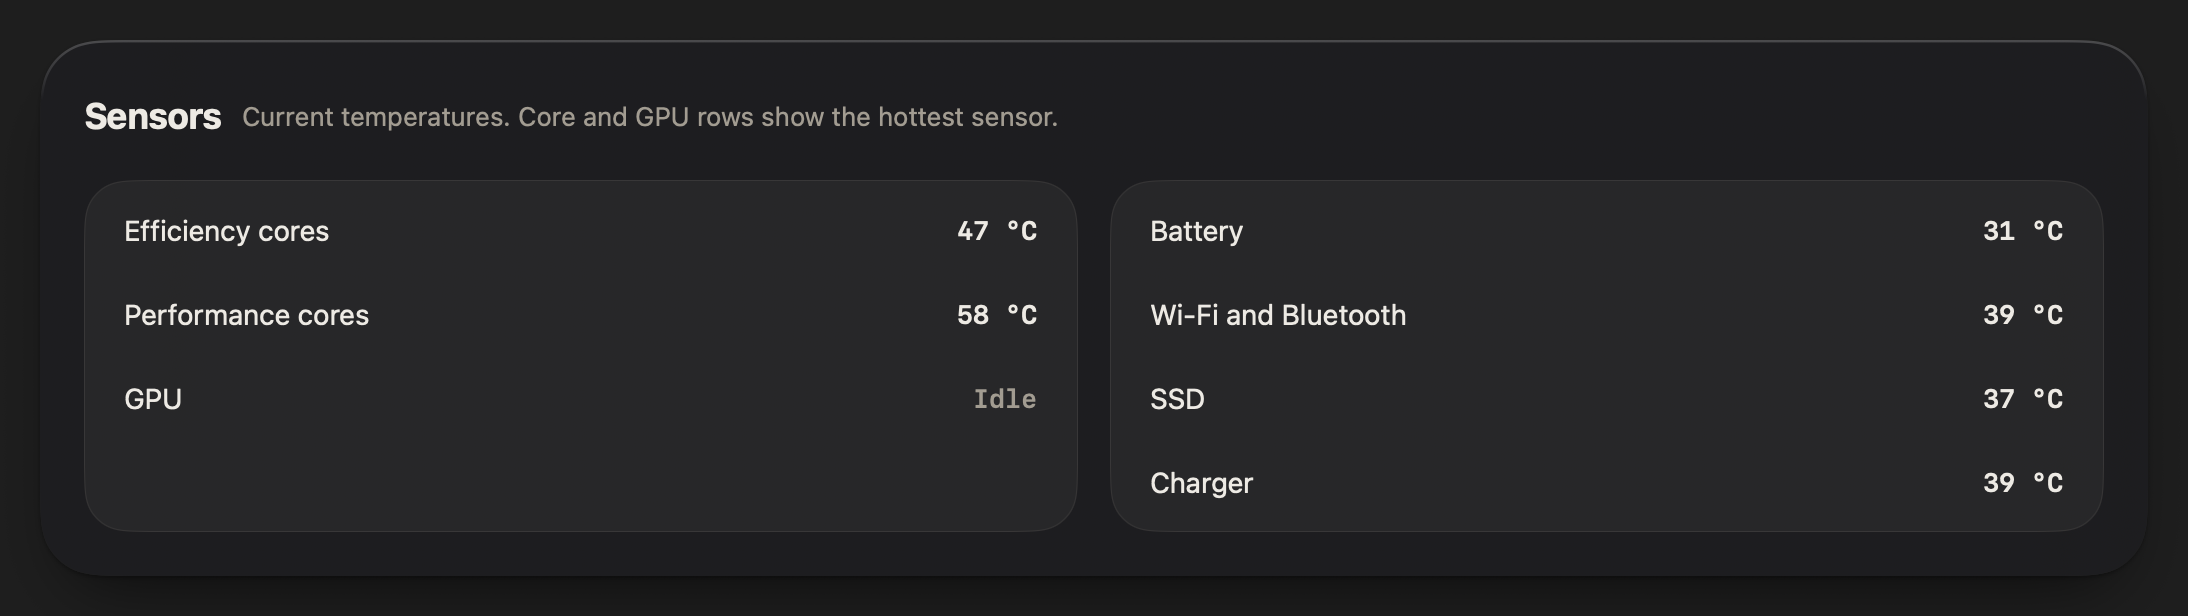 Sensors Current temperatures. Core and GPU rows show the hottest sensor.
Efficiency cores 47 °C
Performance cores 58 °C
GPU Idle
Battery 31 °C
Wi-Fi and Bluetooth 39 °C
SSD 37 °C
Charger 39 °C